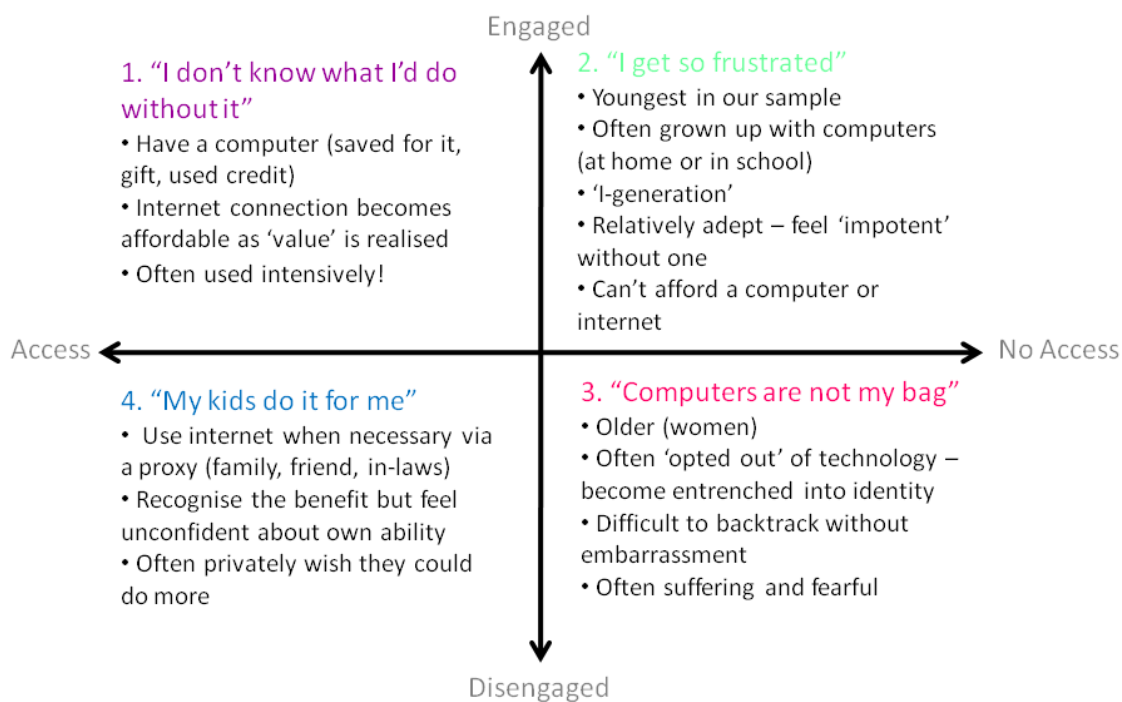 Engaged
1. “I don’t know what I’d do
without it”
• Have a computer (saved for it,
gift, used credit)
• Internet connection becomes
affordable as ‘value’ is realised
• Often used intensively!
2. “I get so frustrated”
• Youngest in our sample
• Often grown up with computers
(at home or in school)
• ‘I-generation’
• Relatively adept – feel ‘impotent’
without one
• Can’t afford a computer or
internet
Access
No Access
4. “My kids do it for me”
• Use internet when necessary via
a proxy (family, friend, in-laws)
• Recognise the benefit but feel
unconfident about own ability
• Often privately wish they could
do more
3. “Computers are not my bag”
• Older (women)
• Often ‘opted out’ of technology –
become entrenched into identity
• Difficult to backtrack without
embarrassment
• Often suffering and fearful
Disengaged